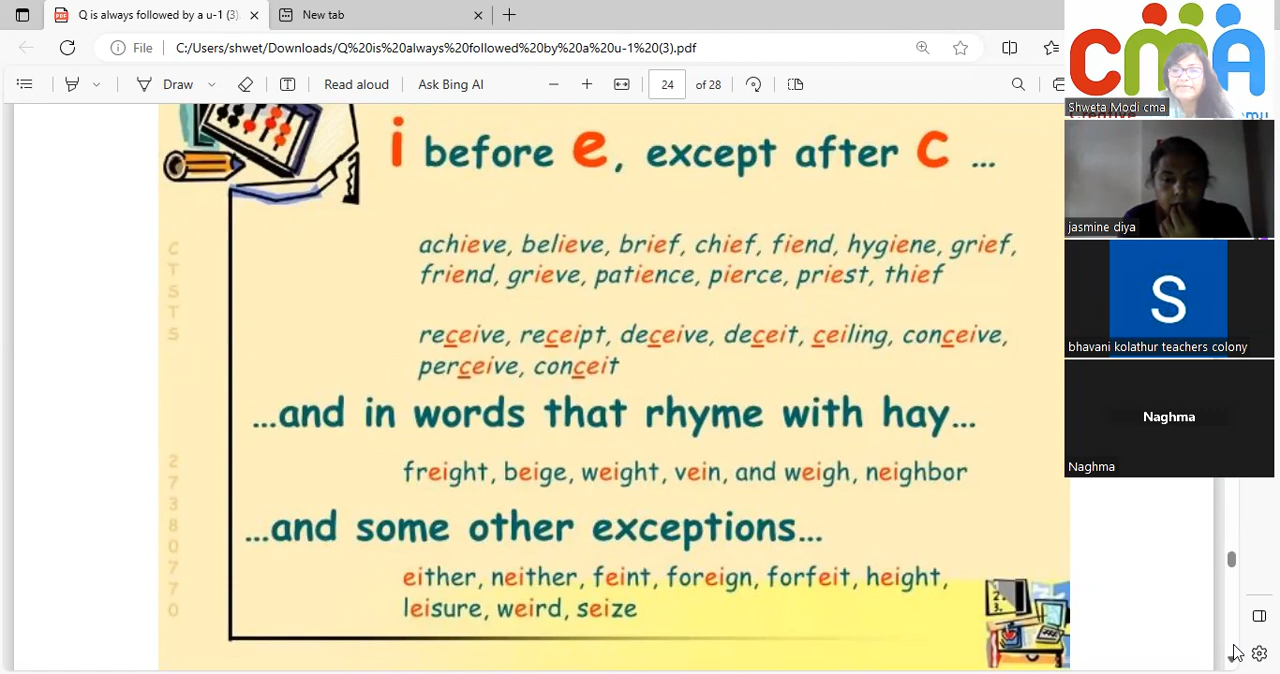 Q is always followed by a u-1 (3).
New tab
File
C:/Users/shwet/Downloads/Q%20is%20always%20followed%20by%20a%20u-1%20(3).pdf
Draw
Read aloud
Ask Bing AI
24 of 28
i before e, except after c ...
achieve, believe, brief, chief, fiend, hygiene, grief,
friend, grieve, patience, pierce, priest, thief
receive, receipt, deceive, deceit, ceiling, conceive,
perceive, conceit
...and in words that rhyme with hay...
freight, beige, weight, vein, and weigh, neighbor
...and some other exceptions...
either, neither, feint, foreign, forfeit, height,
leisure, weird, seize
CTSTS
27380770
cmA
Shweta Modi cma
jasmine diya
S
bhavani kolathur teachers colony
Naghma
Naghma